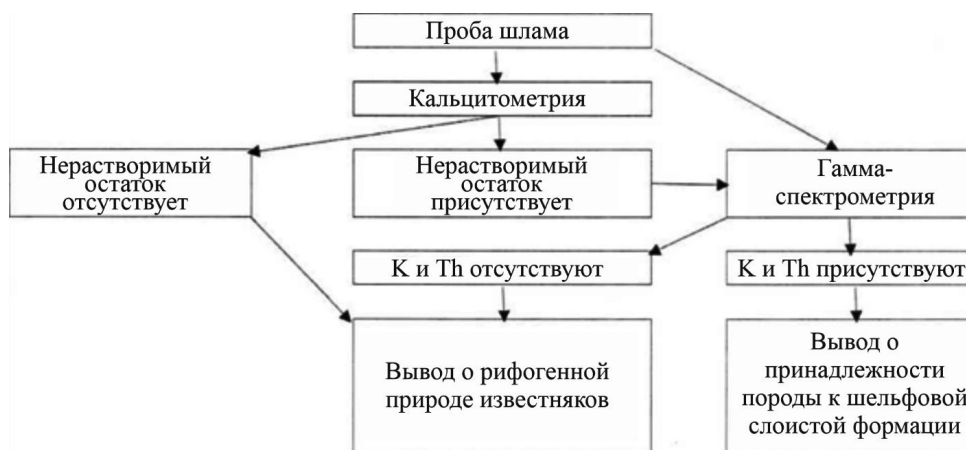 Проба шлама
Кальцитометрия
Нерастворимый
остаток
отсутствует
Нерастворимый
остаток
присутствует
Гамма-
спектрометрия
К и Th отсутствуют
К и Th присутствуют
Вывод о рифогенной
природе известняков
Вывод о
принадлежности
породы к шельфовой
слоистой формации